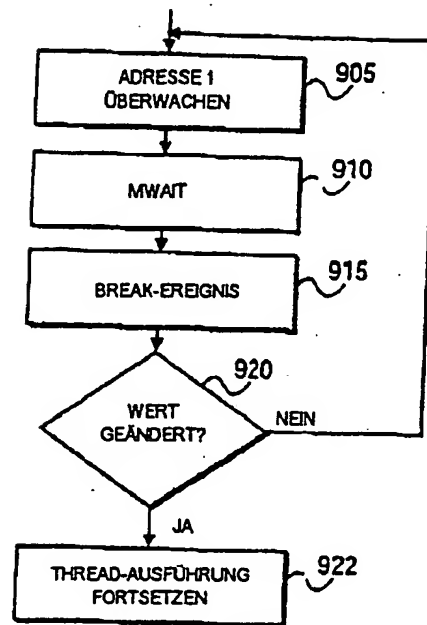 ADRESSE 1
ÜBERWACHEN
905
MWAIT
910
BREAK-EREIGNIS
915
WERT
GEÄNDERT?
920
NEIN
JA
THREAD-AUSFÜHRUNG
FORTSETZEN
922